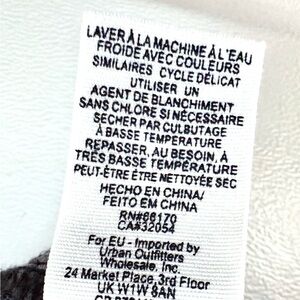 LAVER À LA MACHINE À L'EAU
FROIDE AVEC COULEURS
SIMILAIRES CYCLE DÉLICAT
UTILISER UN
AGENT DE BLANCHIMENT
SANS CHLORE SI NÉCESSAIRE
SECHER PAR CULBUTAGE
À BASSE TEMPÉRATURE
REPASSER, AU BESOIN, À
TRÈS BASSE TEMPÉRATURE
PEUT-ÊTRE ÊTRE NETTOYÉE SEC
HECHO EN CHINA/
FEITO EM CHINA
RN#66170
CA#32054
For EU - Imported by
Urban Outfitters
Wholesale, Inc.
24 Market Place, 3rd Floor
UK W1W 8AN